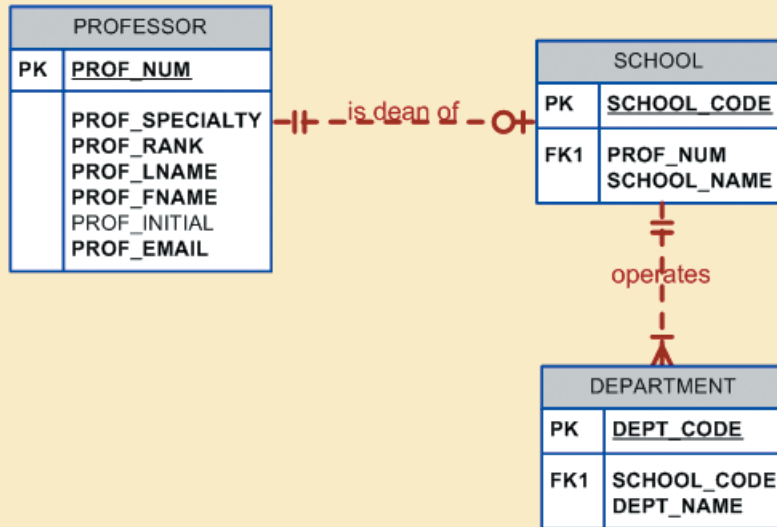 PROFESSOR
PK PROF_NUM
PROF_SPECIALTY
PROF_RANK
PROF_LNAME
PROF_FNAME
PROF_INITIAL
PROF_EMAIL
is dean of
SCHOOL
PK SCHOOL_CODE
FK1 PROF_NUM
SCHOOL_NAME
operates
DEPARTMENT
PK DEPT_CODE
FK1 SCHOOL_CODE
DEPT_NAME